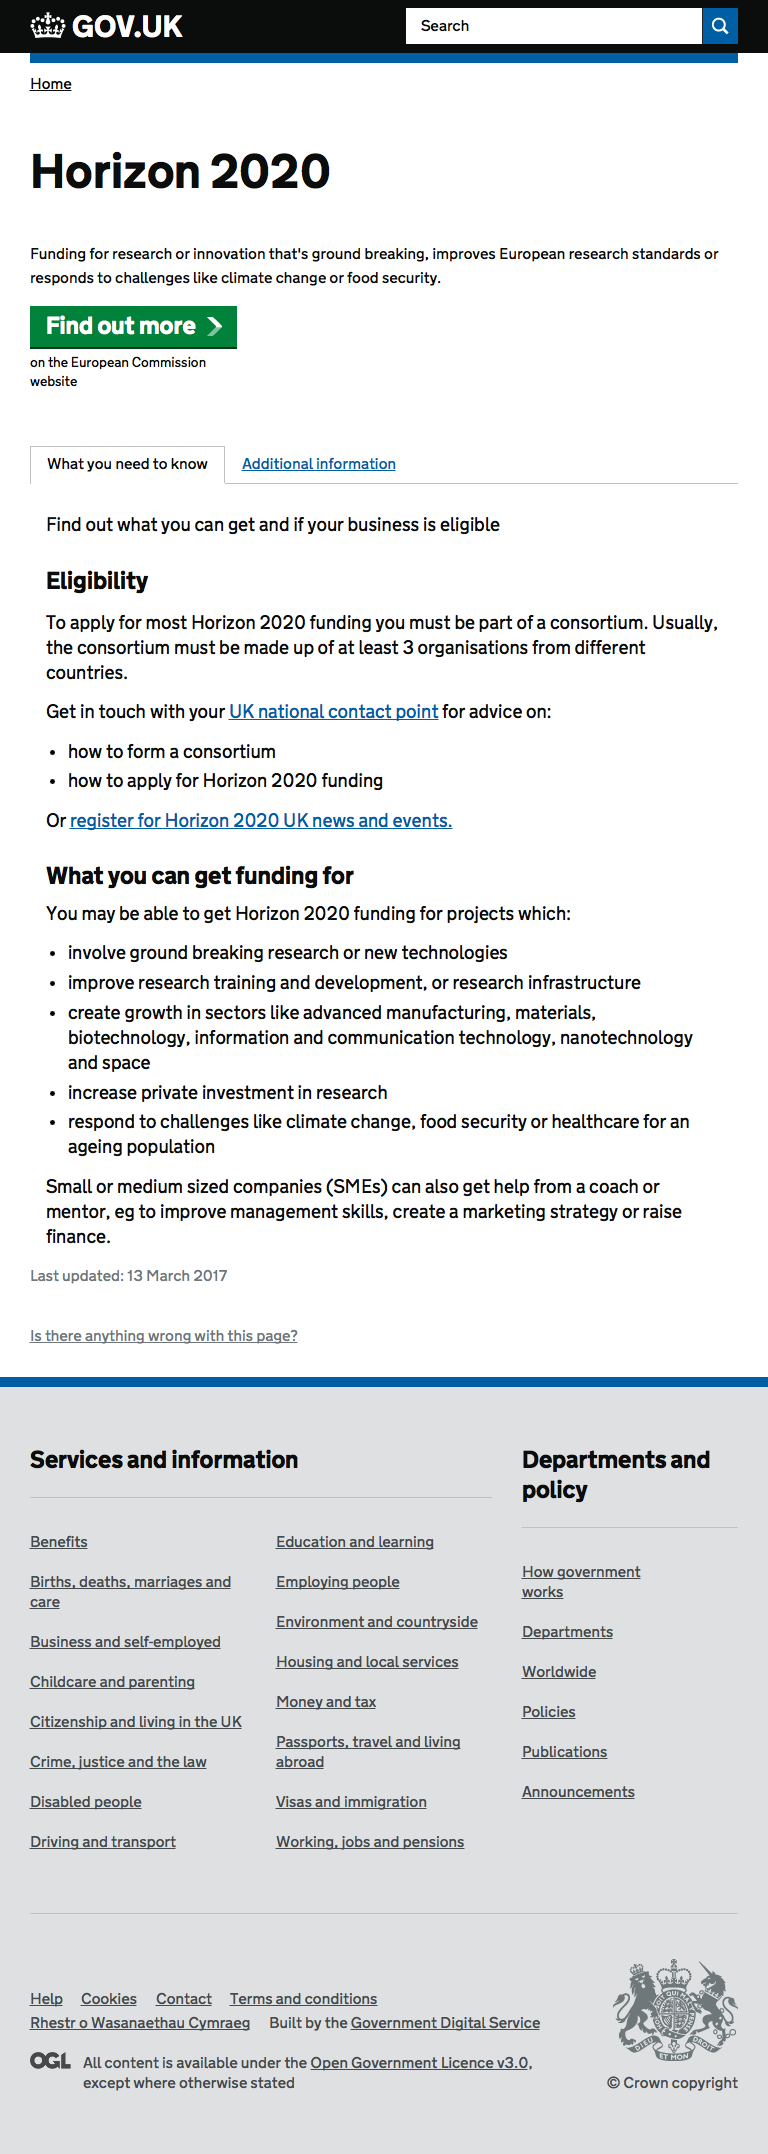 GOV.UK
Search
Home
Horizon 2020
Funding for research or innovation that's ground breaking, improves European research standards or
responds to challenges like climate change or food security.
Find out more
on the European Commission
website
What you need to know
Additional information
Find out what you can get and if your business is eligible
Eligibility
To apply for most Horizon 2020 funding you must be part of a consortium. Usually,
the consortium must be made up of at least 3 organisations from different
countries.
Get in touch with your UK national contact point for advice on:
• how to form a consortium
• how to apply for Horizon 2020 funding
Or register for Horizon 2020 UK news and events.
What you can get funding for
You may be able to get Horizon 2020 funding for projects which:
• involve ground breaking research or new technologies
• improve research training and development, or research infrastructure
• create growth in sectors like advanced manufacturing, materials,
biotechnology, information and communication technology, nanotechnology
and space
• increase private investment in research
• respond to challenges like climate change, food security or healthcare for an
ageing population
Small or medium sized companies (SMEs) can also get help from a coach or
mentor, eg to improve management skills, create a marketing strategy or raise
finance.
Last updated: 13 March 2017
Is there anything wrong with this page?
Services and information
Benefits
Births, deaths, marriages and
care
Business and self-employed
Childcare and parenting
Citizenship and living in the UK
Crime, justice and the law
Disabled people
Driving and transport
Education and learning
Employing people
Environment and countryside
Housing and local services
Money and tax
Passports, travel and living
abroad
Visas and immigration
Working, jobs and pensions
Departments and
policy
How government
works
Departments
Worldwide
Policies
Publications
Announcements
Help Cookies Contact Terms and conditions
Rhestr o Wasanaethau Cymraeg Built by the Government Digital Service
OGL
All content is available under the Open Government Licence v3.0,
except where otherwise stated
DIEU ET MON DROIT
© Crown copyright